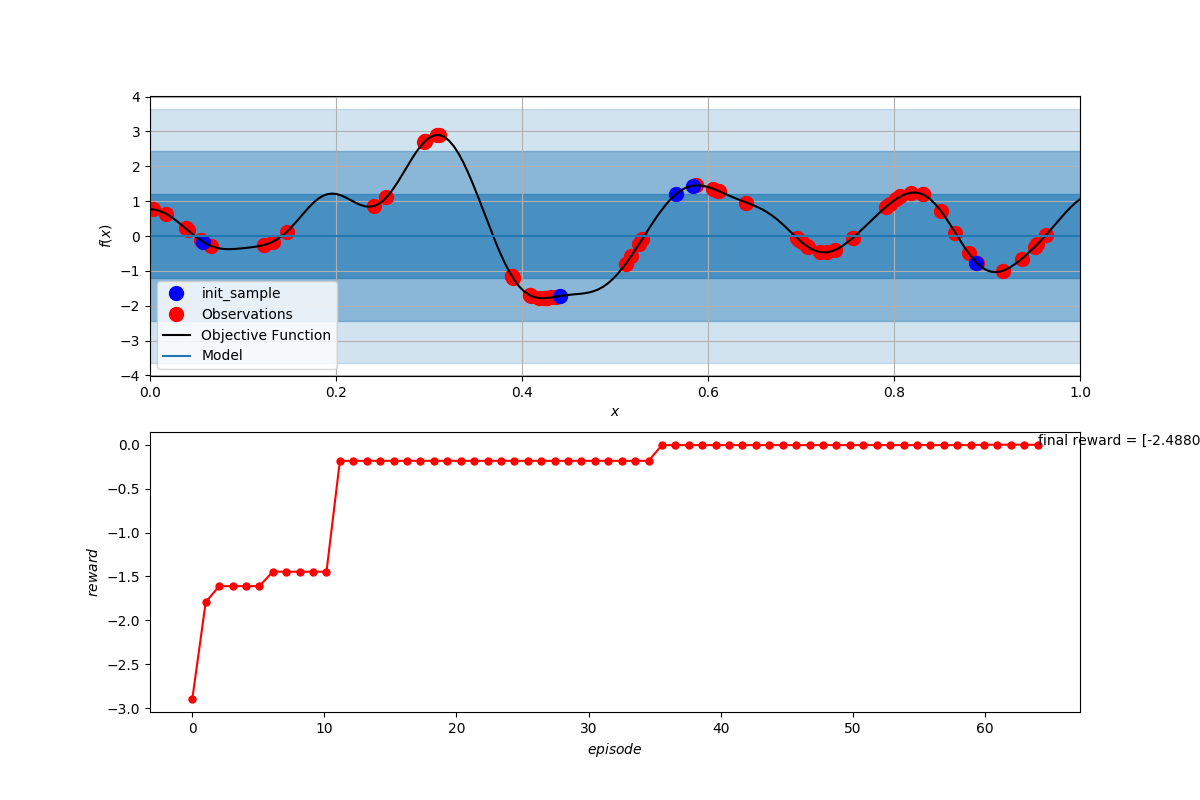 4
3
2
1
0
−1
−2
−3
−4
f(x)
init_sample
Observations
Objective Function
Model
0.0 0.2 0.4 0.6 0.8 1.0
x
final reward = [-2.4880
0.0
−0.5
−1.0
−1.5
−2.0
−2.5
−3.0
reward
0 10 20 30 40 50 60
episode